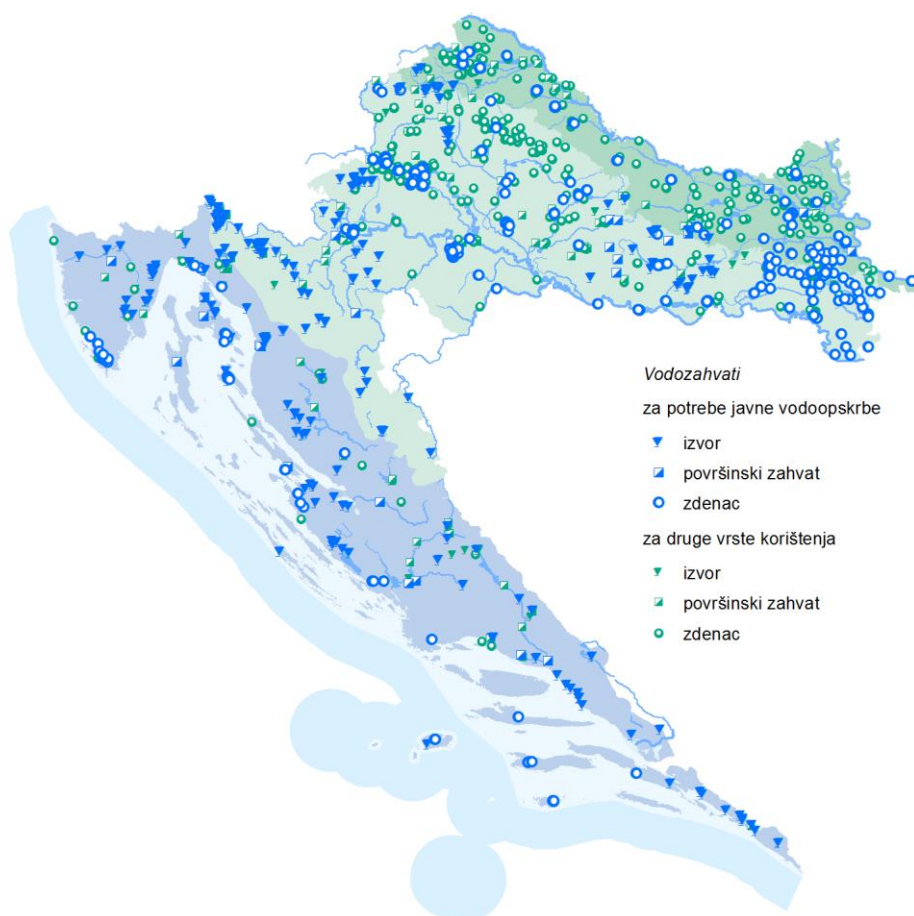 Vodozahvati
za potrebe javne vodoopskrbe
izvor
površinski zahvat
zdenac
za druge vrste korištenja
izvor
površinski zahvat
zdenac